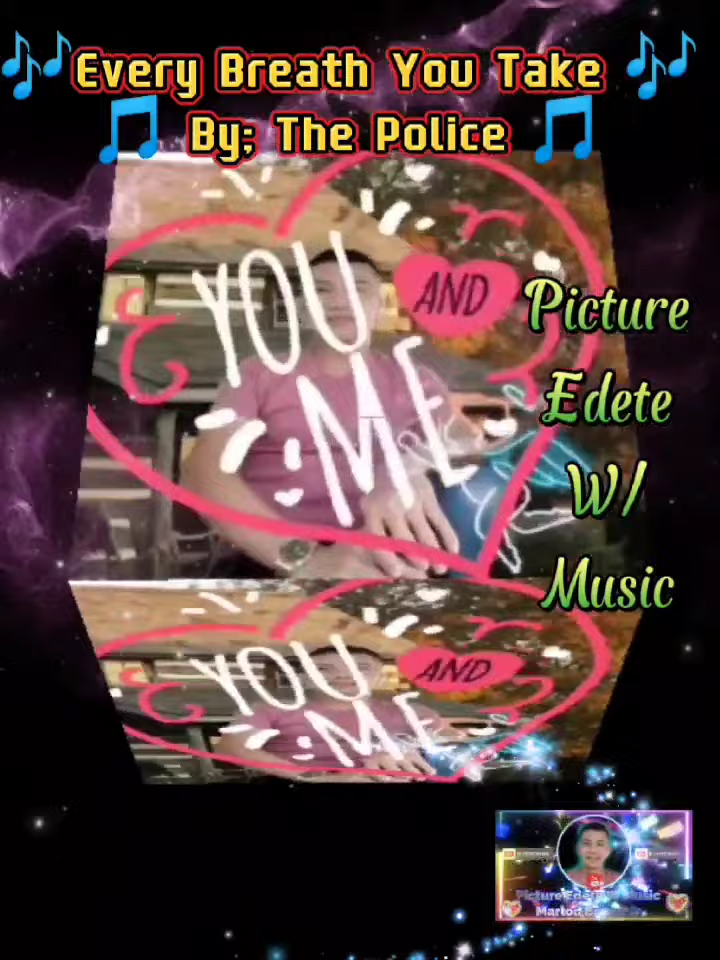 Every Breath You Take
By; The Police
YOU
AND
ME
Picture
Edete
W/
Music
YOU
AND
ME